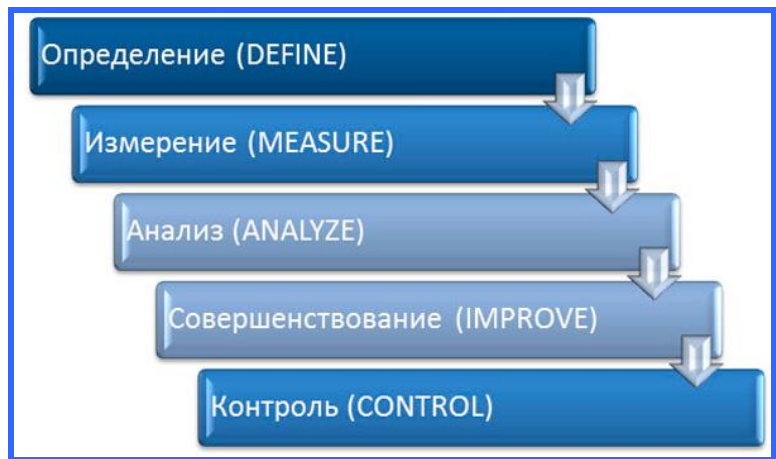 Определение (DEFINE)
Измерение (MEASURE)
Анализ (ANALYZE)
Совершенствование (IMPROVE)
Контроль (CONTROL)